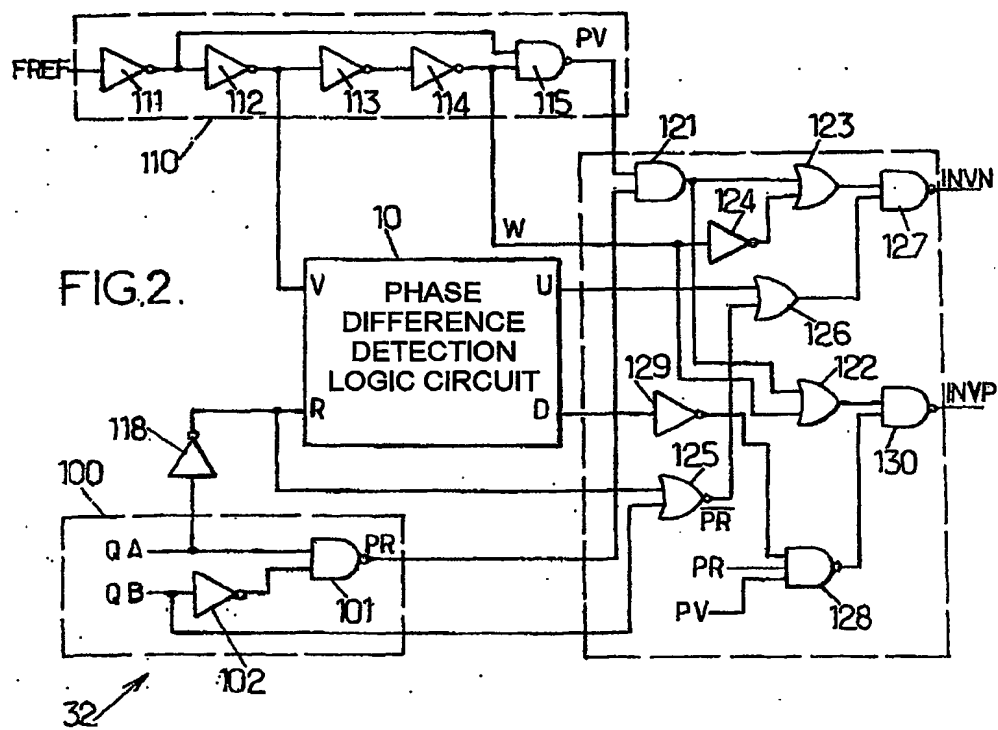 FREF
111
112
113
114
115
PV
110
121
123
INVN
124
127
10
W
FIG.2.
V
U
PHASE
DIFFERENCE
DETECTION
LOGIC CIRCUIT
126
129
122
INVP
R
D
118
130
125
100
PR
QA
PR
PR
QB
101
PV
128
102
32